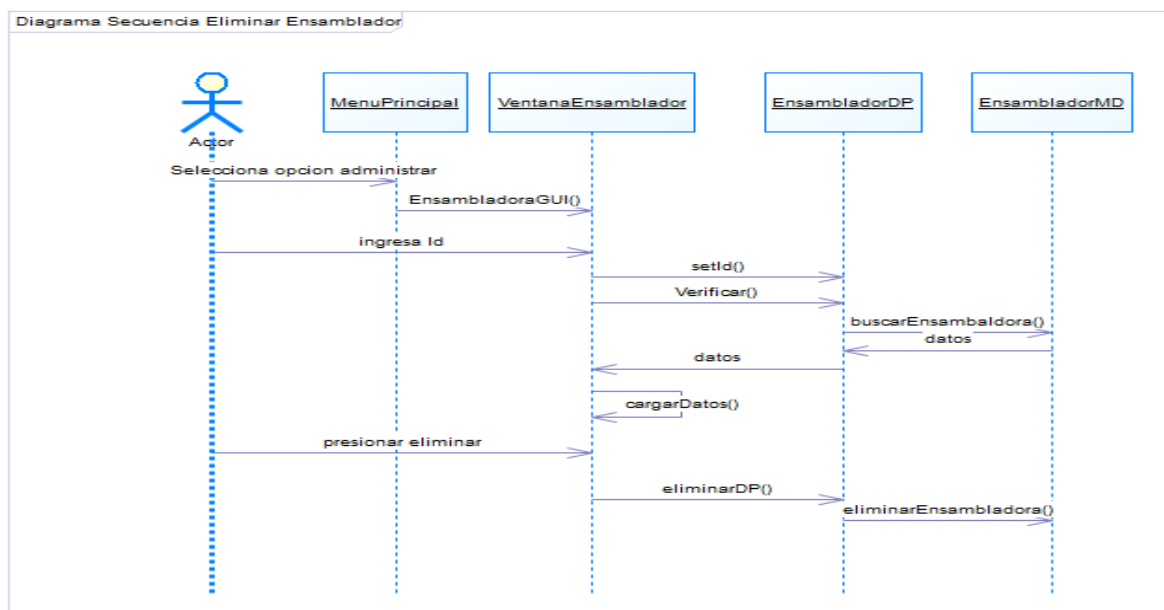 Diagrama Secuencia Eliminar Ensamblador
MenuPrincipal
VentanaEnsamblador
EnsambladorDP
EnsambladorMD
Actor
Selecciona opcion administrar
EnsambladoraGUI()
ingresa Id
setId()
Verificar()
buscarEnsambaldora()
datos
datos
cargarDatos()
presionar eliminar
eliminarDP()
eliminarEnsambladora()